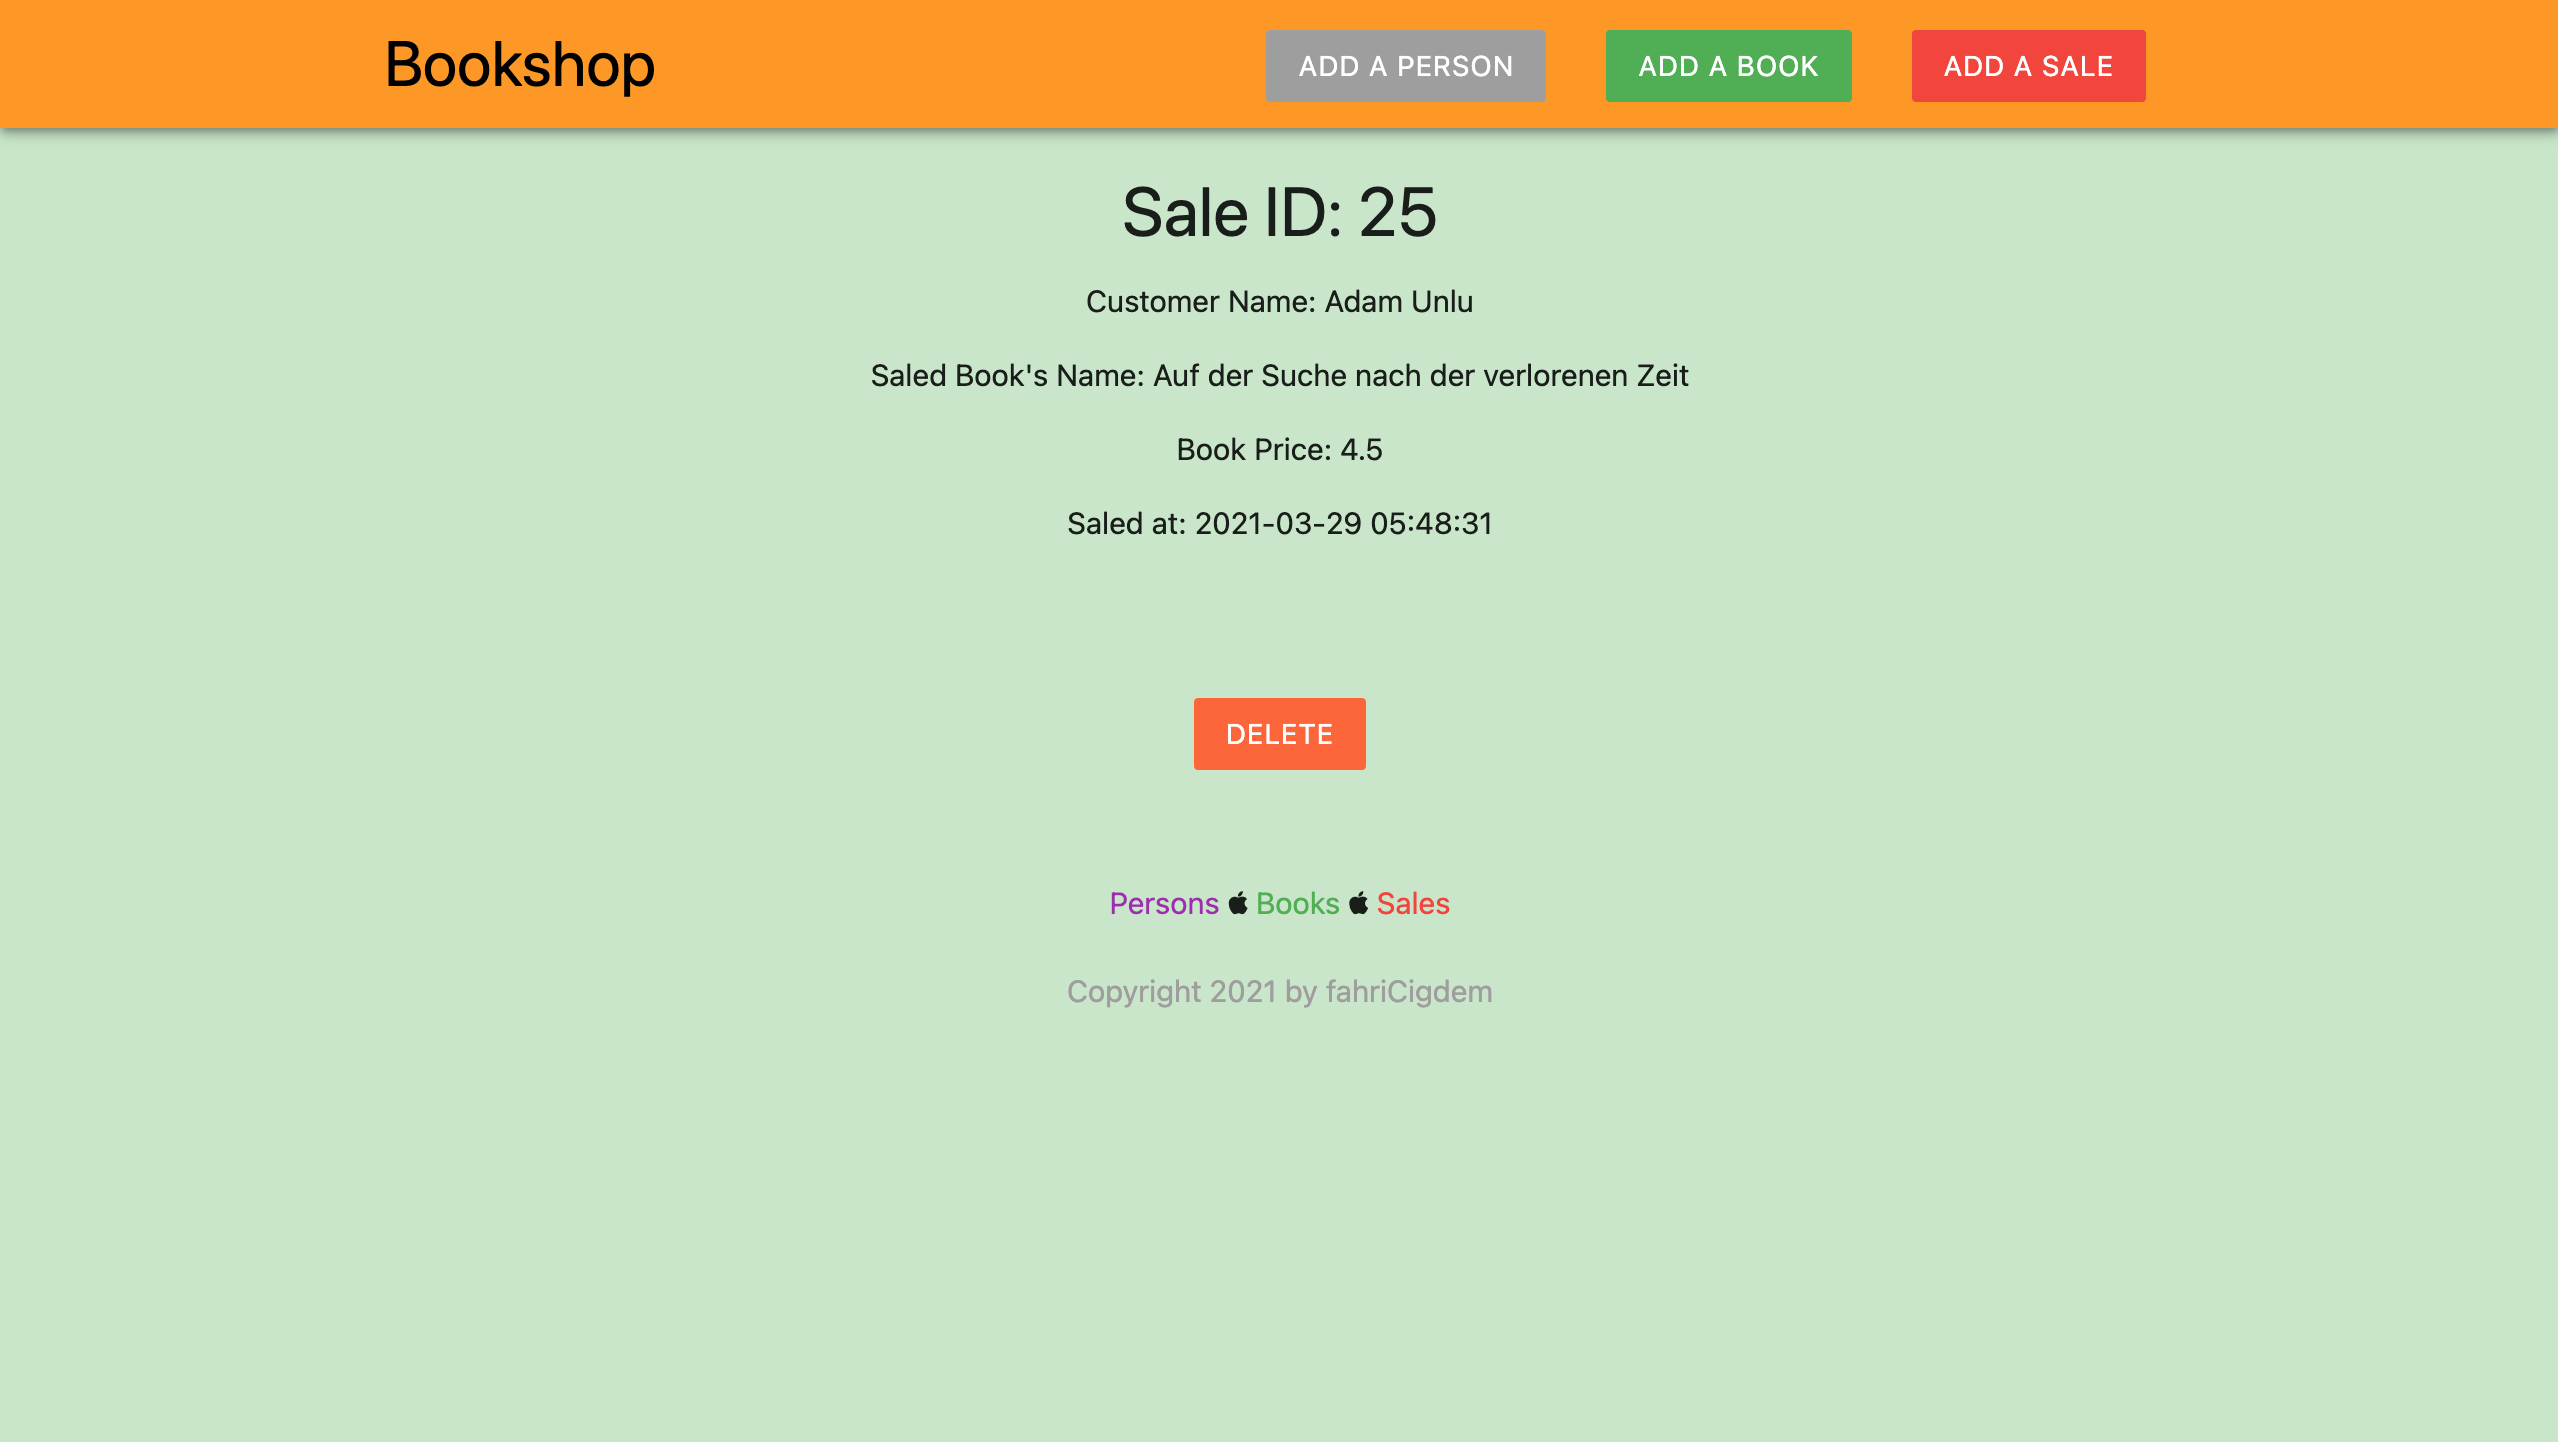 Bookshop
ADD A PERSON
ADD A BOOK
ADD A SALE
Sale ID: 25
Customer Name: Adam Unlu
Saled Book's Name: Auf der Suche nach der verlorenen Zeit
Book Price: 4.5
Saled at: 2021-03-29 05:48:31
DELETE
Persons Books Sales
Copyright 2021 by fahriCigdem